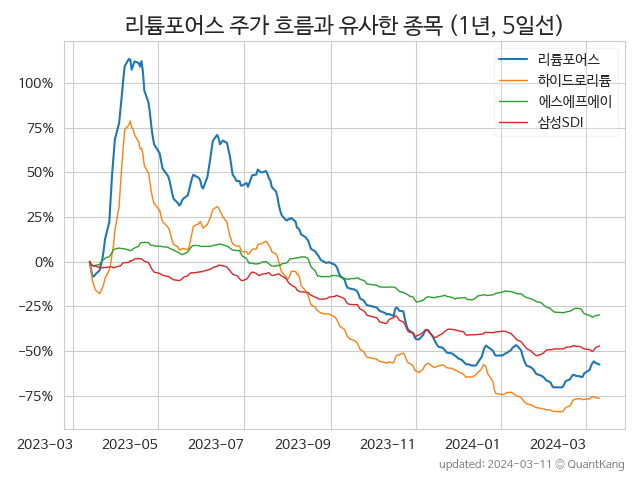 리튬포어스 주가 흐름과 유사한 종목 (1년, 5일선)
리튬포어스
하이드로리튬
에스에프에이
삼성SDI
100%
75%
50%
25%
0%
−25%
−50%
−75%
2023-03 2023-05 2023-07 2023-09 2023-11 2024-01 2024-03
updated: 2024-03-11 © QuantKang